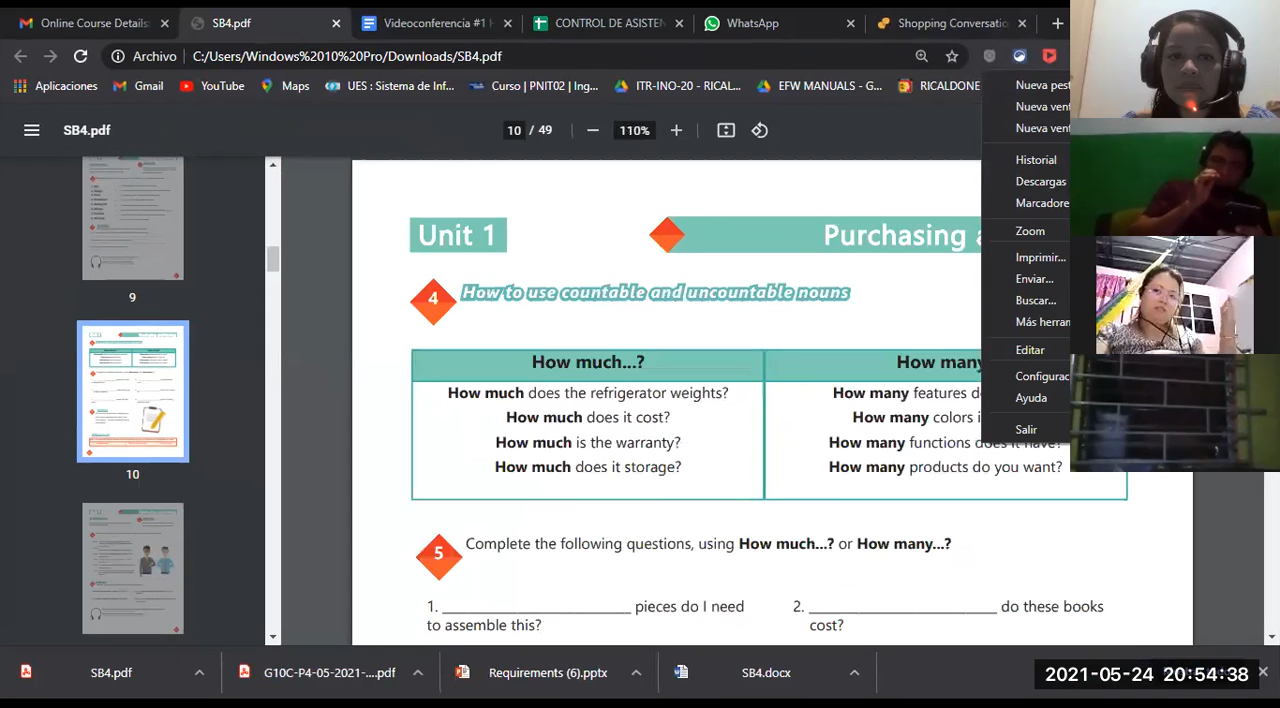 Online Course Details
SB4.pdf
Videoconferencia #1
CONTROL DE ASISTEN
WhatsApp
Shopping Conversatio
Archivo
C:/Users/Windows%2010%20Pro/Downloads/SB4.pdf
Aplicaciones
Gmail
YouTube
Maps
UES : Sistema de Inf...
Curso | PNIT02 | Ing...
ITR-INO-20 - RICAL...
EFW MANUALS - G...
RICALDONE
SB4.pdf
10 / 49
110%
Nueva pest
Nueva vent
Nueva vent
Historial
Descargas
Marcadore
Zoom
Imprimir...
Enviar...
Buscar...
Más herran
Editar
Configurac
Ayuda
Salir
9
10
Unit 1
Purchasing a
4
How to use countable and uncountable nouns
How much...?
How much does the refrigerator weights?
How much does it cost?
How much is the warranty?
How much does it storage?
How many
How many features d
How many colors i
How many functions does it have?
How many products do you want?
5
Complete the following questions, using How much...? or How many...?
1. ________________________ pieces do I need
to assemble this?
2. ________________________ do these books
cost?
SB4.pdf
G10C-P4-05-2021-....pdf
Requirements (6).pptx
SB4.docx
2021-05-24 20:54:38